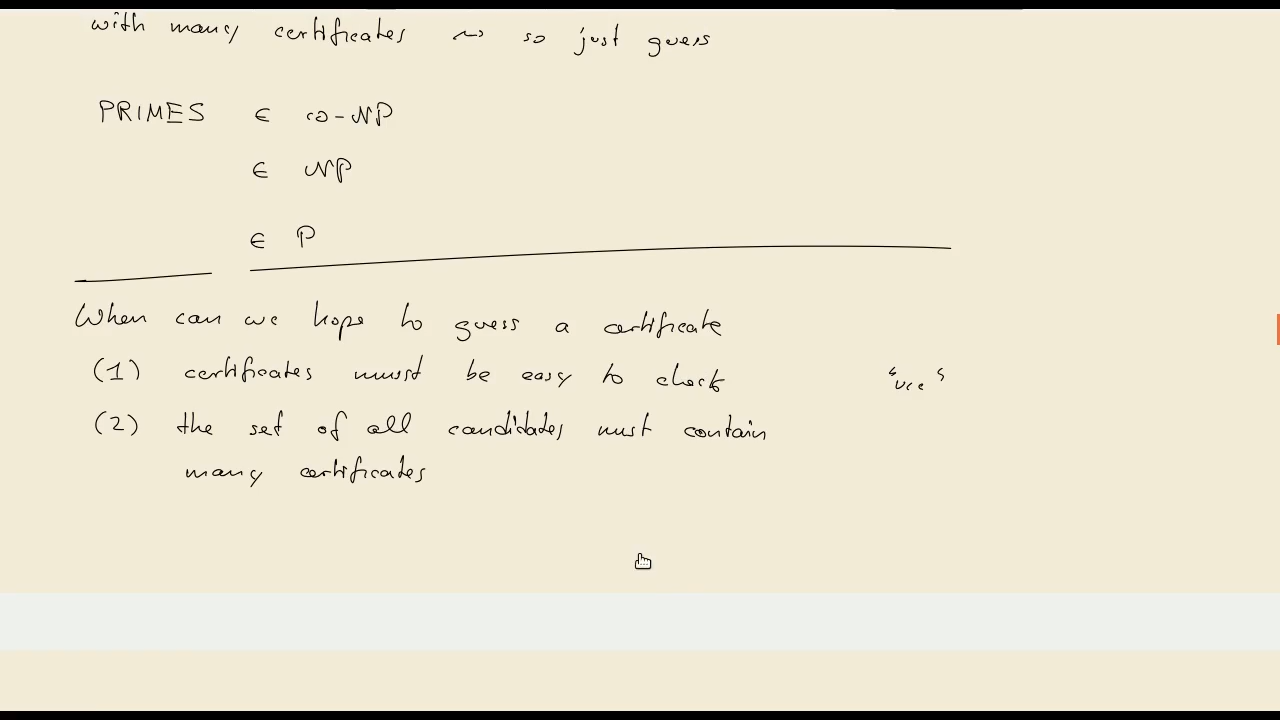 with many certificates ~> so just guess
PRIMES ∈ co-NP
∈ NP
∈ P
When can we hope to guess a certificate
(1) certificates must be easy to check
(2) the set of all candidates must contain
many certificates